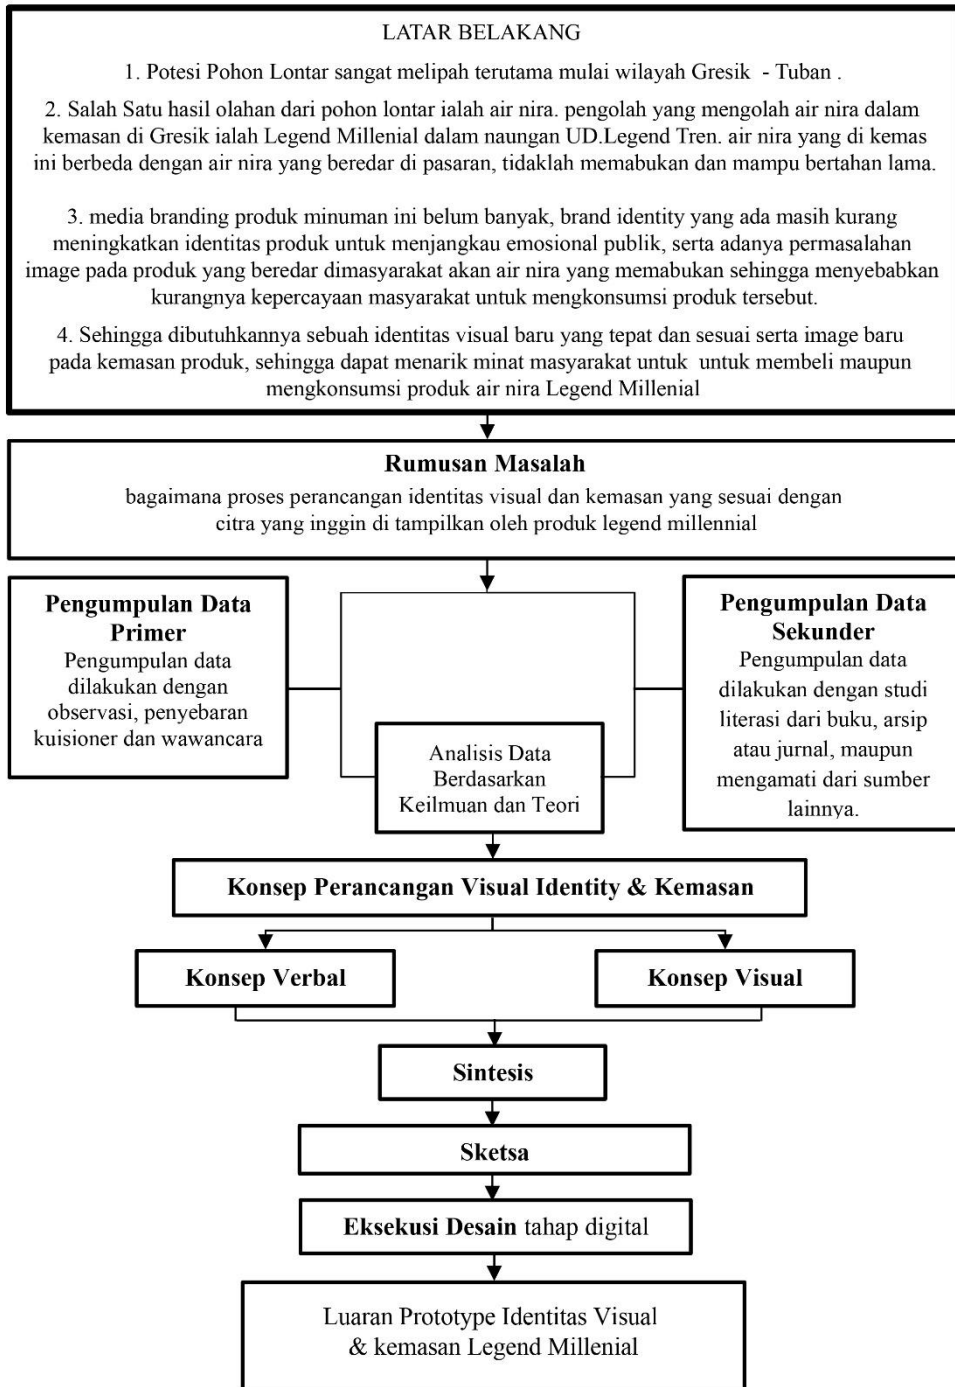 LATAR BELAKANG
1. Potesi Pohon Lontar sangat melipah terutama mulai wilayah Gresik - Tuban .
2. Salah Satu hasil olahan dari pohon lontar ialah air nira. pengolah yang mengolah air nira dalam
kemasan di Gresik ialah Legend Millenial dalam naungan UD.Legend Tren. air nira yang di kemas
ini berbeda dengan air nira yang beredar di pasaran, tidaklah memabukan dan mampu bertahan lama.
3. media branding produk minuman ini belum banyak, brand identity yang ada masih kurang
meningkatkan identitas produk untuk menjangkau emosional publik, serta adanya permasalahan
image pada produk yang beredar dimasyarakat akan air nira yang memabukan sehingga menyebabkan
kurangnya kepercayaan masyarakat untuk mengkonsumsi produk tersebut.
4. Sehingga dibutuhkannya sebuah identitas visual baru yang tepat dan sesuai serta image baru
pada kemasan produk, sehingga dapat menarik minat masyarakat untuk untuk membeli maupun
mengkonsumsi produk air nira Legend Millenial
Rumusan Masalah
bagaimana proses perancangan identitas visual dan kemasan yang sesuai dengan
citra yang inggin di tampilkan oleh produk legend millennial
Pengumpulan Data
Primer
Pengumpulan data
dilakukan dengan
observasi, penyebaran
kuisioner dan wawancara
Pengumpulan Data
Sekunder
Pengumpulan data
dilakukan dengan studi
literasi dari buku, arsip
atau jurnal, maupun
mengamati dari sumber
lainnya.
Analisis Data
Berdasarkan
Keilmuan dan Teori
Konsep Perancangan Visual Identity & Kemasan
Konsep Verbal
Konsep Visual
Sintesis
Sketsa
Eksekusi Desain tahap digital
Luaran Prototype Identitas Visual
& kemasan Legend Millenial